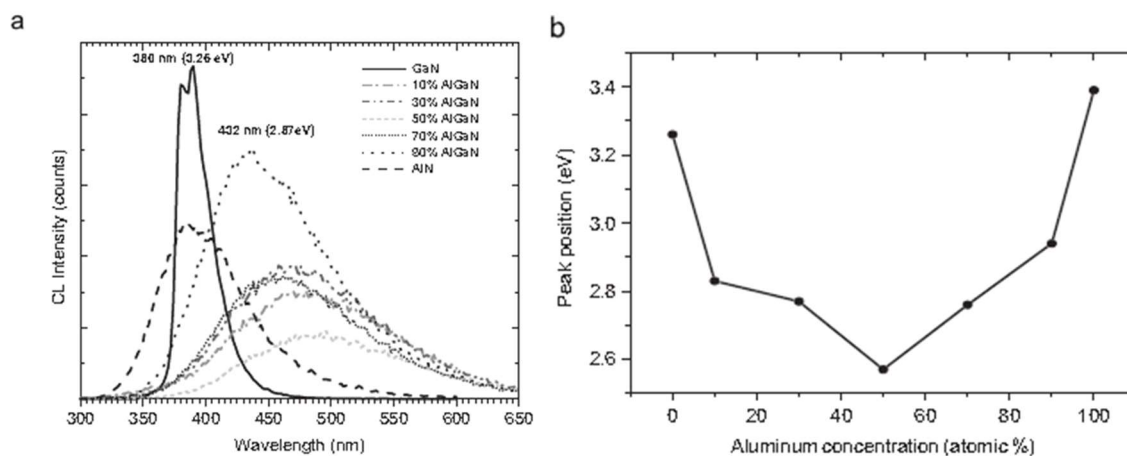 a
380 nm (3.26 eV)
GaN
10% AlGaN
30% AlGaN
50% AlGaN
70% AlGaN
90% AlGaN
AlN
432 nm (2.87eV)
CL Intensity (counts)
300 350 400 450 500 550 600 650
Wavelength (nm)
b
3.4
3.2
3.0
2.8
2.6
Peak position (eV)
0 20 40 60 80 100
Aluminum concentration (atomic %)